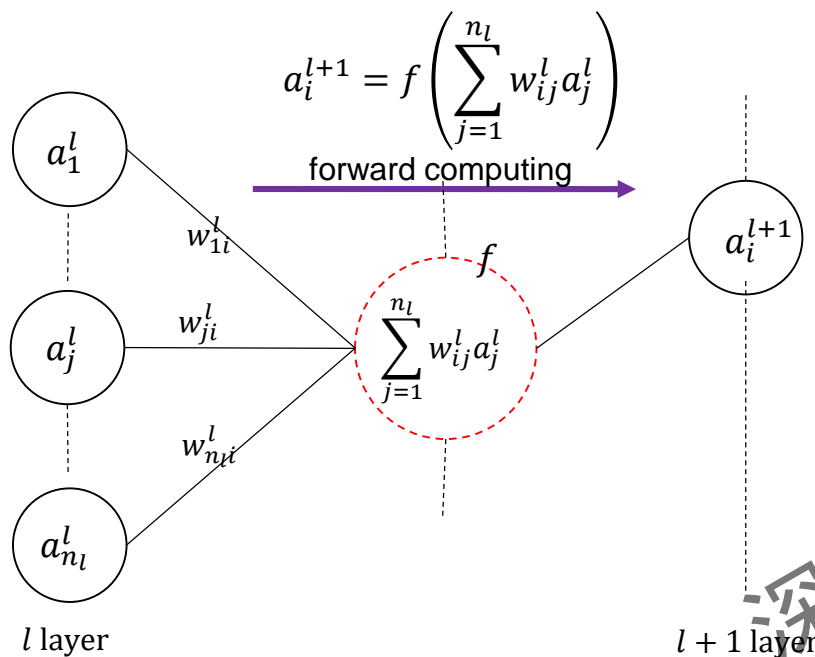 a_i^{l+1} = f(∑_{j=1}^{n_l} w_{ij}^l a_j^l)
forward computing
a_1^l
w_{1i}^l
a_i^{l+1}
f
w_{ji}^l
a_j^l
∑_{j=1}^{n_l} w_{ij}^l a_j^l
w_{n_l i}^l
a_{n_l}^l
l layer
l + 1 layer
深